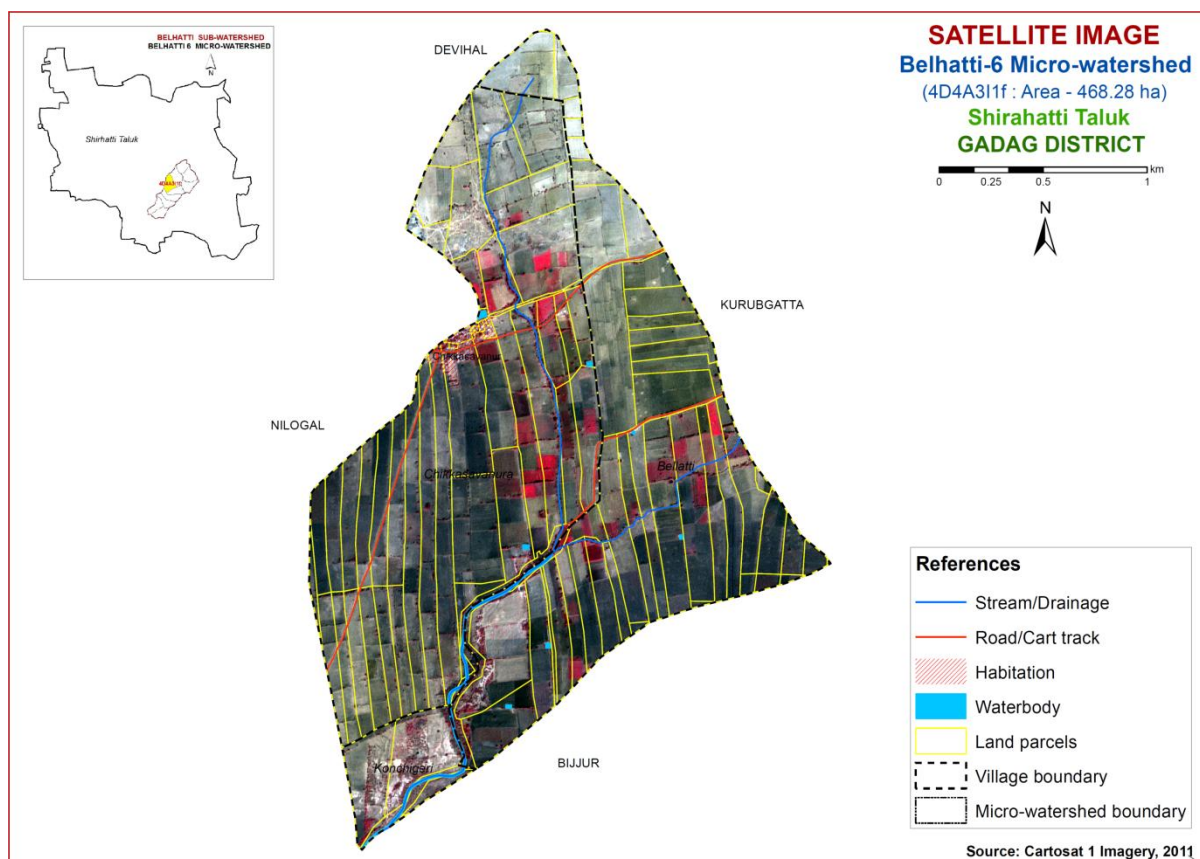 BELHATTI SUB-WATERSHED
BELHATTI 6 MICRO-WATERSHED
N
Shirhatti Taluk
4D4A3I1f
SATELLITE IMAGE
Belhatti-6 Micro-watershed
(4D4A3I1f : Area - 468.28 ha)
Shirahatti Taluk
GADAG DISTRICT
km
0 0.25 0.5 1
N
DEVIHAL
KURUBGATTA
Chikkasavanur
NILOGAL
Chikkasavanura
Bellatti
Konchigeri
BIJJUR
References
Stream/Drainage
Road/Cart track
Habitation
Waterbody
Land parcels
Village boundary
Micro-watershed boundary
Source: Cartosat 1 Imagery, 2011